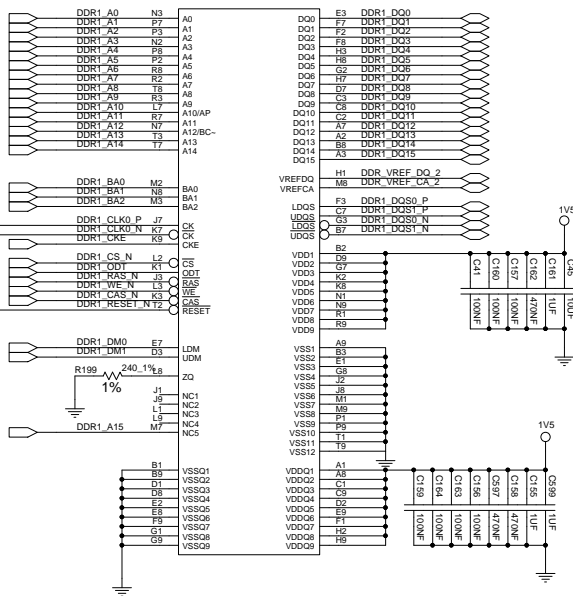 DDR1_A0 N3 A0
DDR1_A1 P7 A1
DDR1_A2 P3 A2
DDR1_A3 N2 A3
DDR1_A4 P8 A4
DDR1_A5 P2 A5
DDR1_A6 R8 A6
DDR1_A7 R2 A7
DDR1_A8 T8 A8
DDR1_A9 R3 A9
DDR1_A10 L7 A10/AP
DDR1_A11 R7 A11
DDR1_A12 N7 A12/BC~
DDR1_A13 T3 A13
DDR1_A14 T7 A14
DDR1_BA0 M2 BA0
DDR1_BA1 N8 BA1
DDR1_BA2 M3 BA2
DDR1_CLK0_P J7 CK
DDR1_CLK0_N K7 CK
DDR1_CKE K9 CKE
DDR1_CS_N L2 CS
DDR1_ODT K1 ODT
DDR1_RAS_N J3 RAS
DDR1_WE_N L3 WE
DDR1_CAS_N K3 CAS
DDR1_RESET_N T2 RESET
DDR1_DM0 E7 LDM
DDR1_DM1 D3 UDM
R199 240_1% L8 ZQ
1%
J1 NC1
J9 NC2
L1 NC3
L9 NC4
DDR1_A15 M7 NC5
B1 VSSQ1
B9 VSSQ2
D1 VSSQ3
D8 VSSQ4
E2 VSSQ5
E8 VSSQ6
F9 VSSQ7
G1 VSSQ8
G9 VSSQ9
DQ0 E3 DDR1_DQ0
DQ1 F7 DDR1_DQ1
DQ2 F2 DDR1_DQ2
DQ3 F8 DDR1_DQ3
DQ4 H3 DDR1_DQ4
DQ5 H8 DDR1_DQ5
DQ6 G2 DDR1_DQ6
DQ7 H7 DDR1_DQ7
DQ8 D7 DDR1_DQ8
DQ9 C3 DDR1_DQ9
DQ10 C8 DDR1_DQ10
DQ11 C2 DDR1_DQ11
DQ12 A7 DDR1_DQ12
DQ13 A2 DDR1_DQ13
DQ14 B8 DDR1_DQ14
DQ15 A3 DDR1_DQ15
VREFDQ H1 DDR_VREF_DQ_2
VREFCA M8 DDR_VREF_CA_2
LDQS F3 DDR1_DQS0_P
UDQS C7 DDR1_DQS1_P
LDQS G3 DDR1_DQS0_N
UDQS B7 DDR1_DQS1_N
VDD1 B2
VDD2 D9
VDD3 G7
VDD4 K2
VDD5 K8
VDD6 N1
VDD7 N9
VDD8 R1
VDD9 R9
VSS1 A9
VSS2 B3
VSS3 E1
VSS4 G8
VSS5 J2
VSS6 J8
VSS7 M1
VSS8 M9
VSS9 P1
VSS10 P9
VSS11 T1
VSS12 T9
VDDQ1 A1
VDDQ2 A8
VDDQ3 C1
VDDQ4 C9
VDDQ5 D2
VDDQ6 E9
VDDQ7 F1
VDDQ8 H2
VDDQ9 H9
1V5
C41 100NF
C160 100NF
C157 100NF
C162 470NF
C161 1UF
C45 10UF
1V5
C159 100NF
C164 100NF
C163 100NF
C156 100NF
C597 470NF
C158 470NF
C155 1UF
C599 1UF